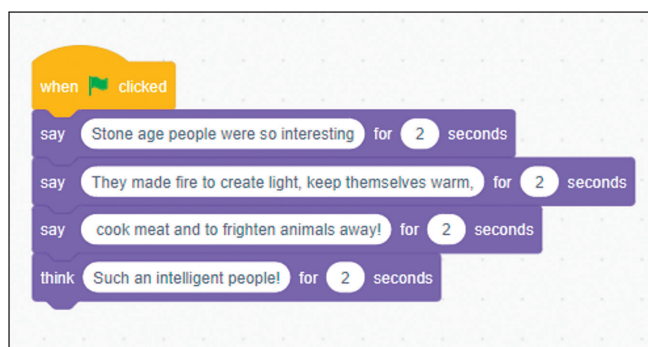 when clicked
say Stone age people were so interesting for 2 seconds
say They made fire to create light, keep themselves warm, for 2 seconds
say cook meat and to frighten animals away! for 2 seconds
think Such an intelligent people! for 2 seconds